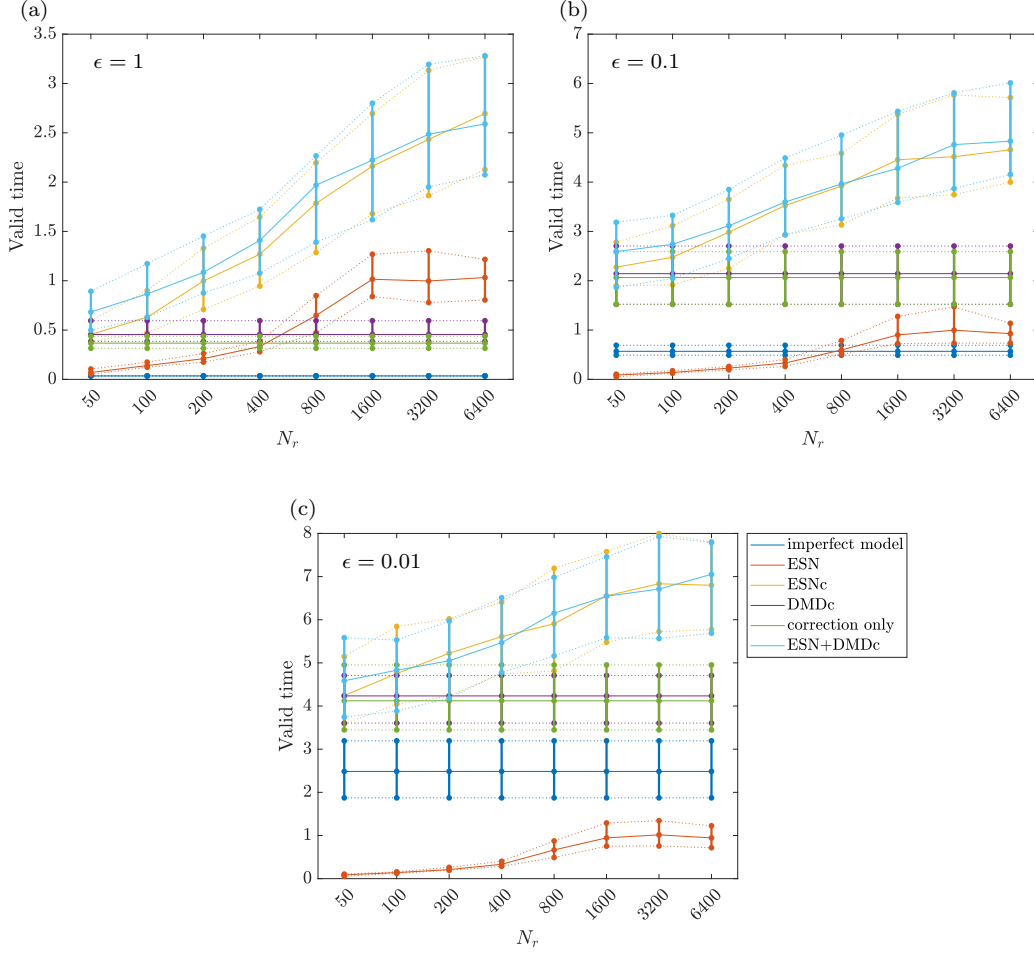 (a)
ϵ = 1
Valid time
3.5
3
2.5
2
1.5
1
0.5
0
50
100
200
400
800
1600
3200
6400
N_r
(b)
ϵ = 0.1
Valid time
7
6
5
4
3
2
1
0
50
100
200
400
800
1600
3200
6400
N_r
(c)
ϵ = 0.01
Valid time
8
7
6
5
4
3
2
1
0
50
100
200
400
800
1600
3200
6400
N_r
imperfect model
ESN
ESNc
DMDc
correction only
ESN+DMDc